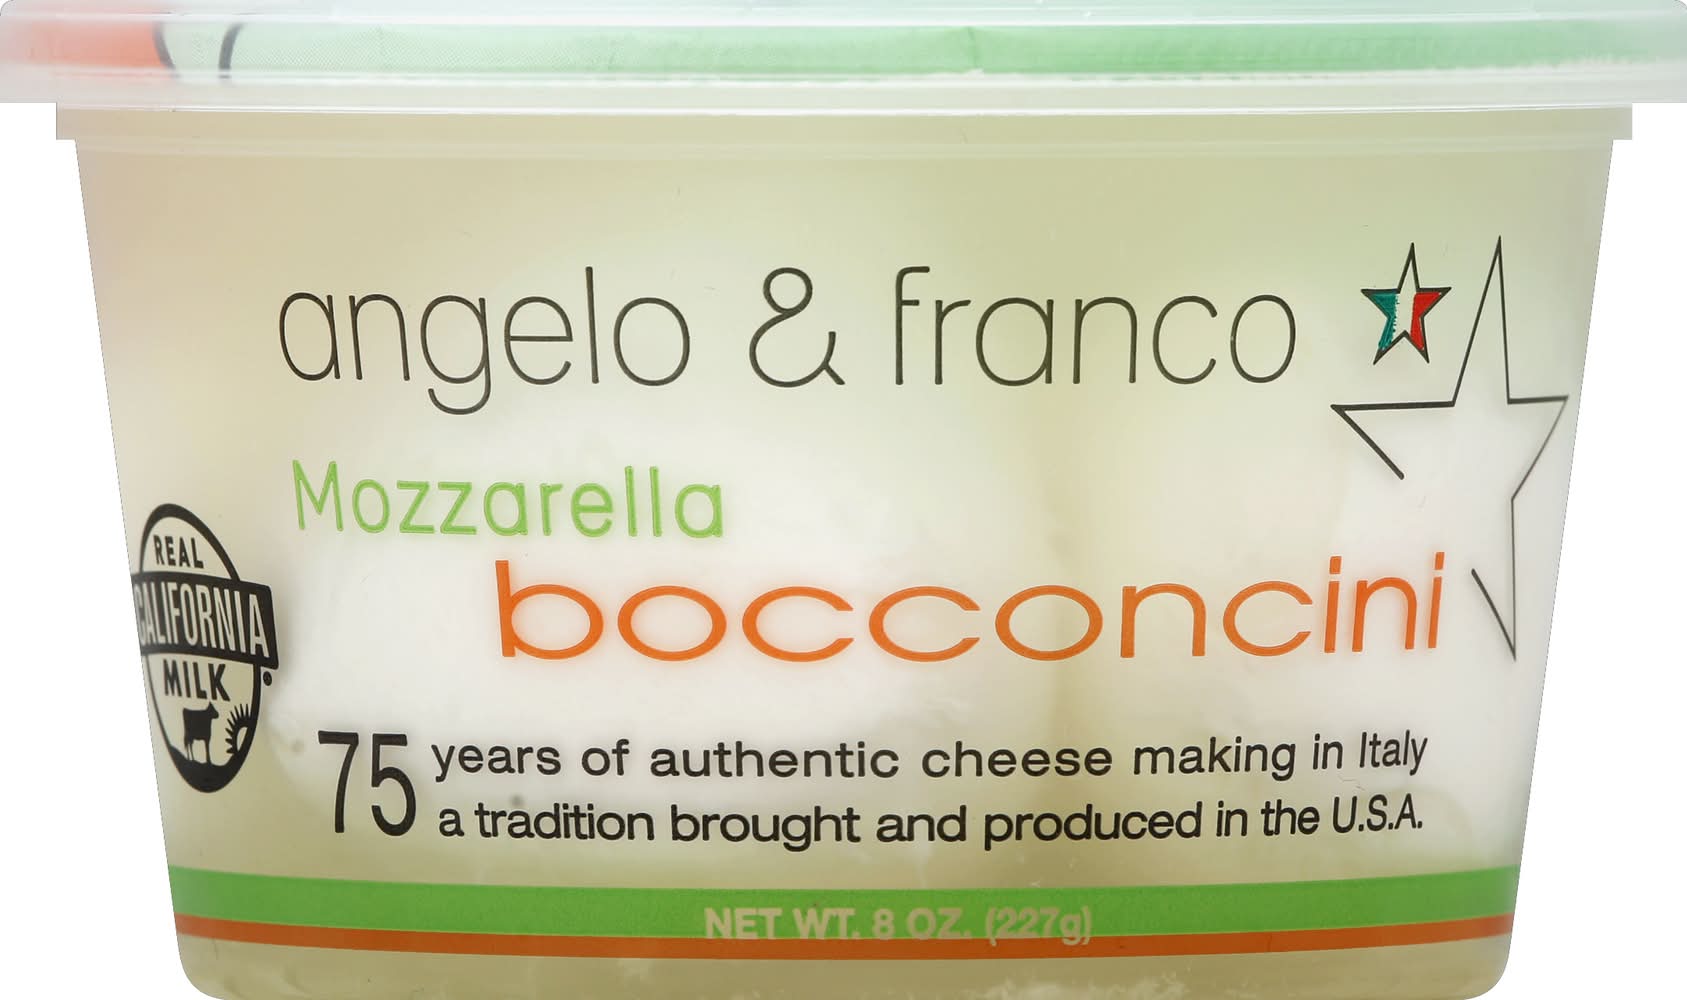 angelo & franco
Mozzarella
bocconcini
REAL
CALIFORNIA
MILK
75 years of authentic cheese making in Italy
a tradition brought and produced in the U.S.A.
NET WT. 8 OZ. (227g)